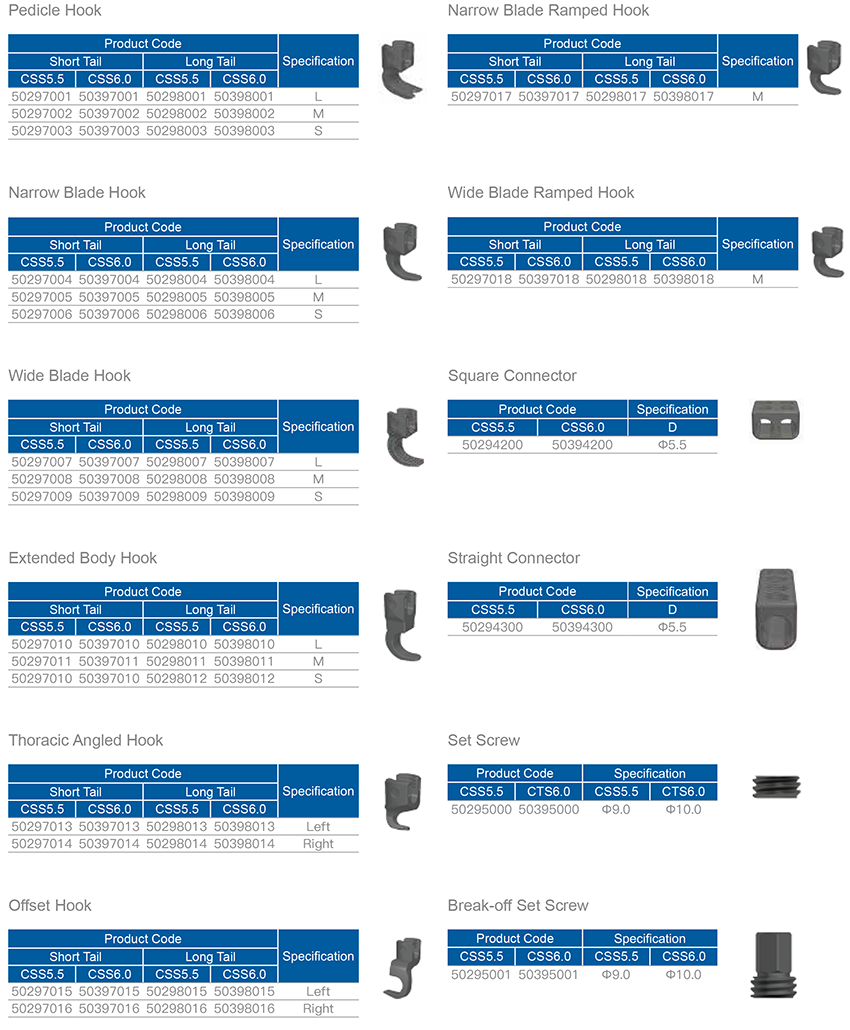 Pedicle Hook
Product Code
Specification
Short Tail Long Tail
CSS5.5 CSS6.0 CSS5.5 CSS6.0
50297001 50397001 50298001 50398001 L
50297002 50397002 50298002 50398002 M
50297003 50397003 50298003 50398003 S
Narrow Blade Hook
Product Code
Specification
Short Tail Long Tail
CSS5.5 CSS6.0 CSS5.5 CSS6.0
50297004 50397004 50298004 50398004 L
50297005 50397005 50298005 50398005 M
50297006 50397006 50298006 50398006 S
Wide Blade Hook
Product Code
Specification
Short Tail Long Tail
CSS5.5 CSS6.0 CSS5.5 CSS6.0
50297007 50397007 50298007 50398007 L
50297008 50397008 50298008 50398008 M
50297009 50397009 50298009 50398009 S
Extended Body Hook
Product Code
Specification
Short Tail Long Tail
CSS5.5 CSS6.0 CSS5.5 CSS6.0
50297010 50397010 50298010 50398010 L
50297011 50397011 50298011 50398011 M
50297010 50397010 50298012 50398012 S
Thoracic Angled Hook
Product Code
Specification
Short Tail Long Tail
CSS5.5 CSS6.0 CSS5.5 CSS6.0
50297013 50397013 50298013 50398013 Left
50297014 50397014 50298014 50398014 Right
Offset Hook
Product Code
Specification
Short Tail Long Tail
CSS5.5 CSS6.0 CSS5.5 CSS6.0
50297015 50397015 50298015 50398015 Left
50297016 50397016 50298016 50398016 Right
Narrow Blade Ramped Hook
Product Code
Specification
Short Tail Long Tail
CSS5.5 CSS6.0 CSS5.5 CSS6.0
50297017 50397017 50298017 50398017 M
Wide Blade Ramped Hook
Product Code
Specification
Short Tail Long Tail
CSS5.5 CSS6.0 CSS5.5 CSS6.0
50297018 50397018 50298018 50398018 M
Square Connector
Product Code Specification
CSS5.5 CSS6.0 D
50294200 50394200 Φ5.5
Straight Connector
Product Code Specification
CSS5.5 CSS6.0 D
50294300 50394300 Φ5.5
Set Screw
Product Code Specification
CSS5.5 CTS6.0 CSS5.5 CTS6.0
50295000 50395000 Φ9.0 Φ10.0
Break-off Set Screw
Product Code Specification
CSS5.5 CSS6.0 CSS5.5 CSS6.0
50295001 50395001 Φ9.0 Φ10.0